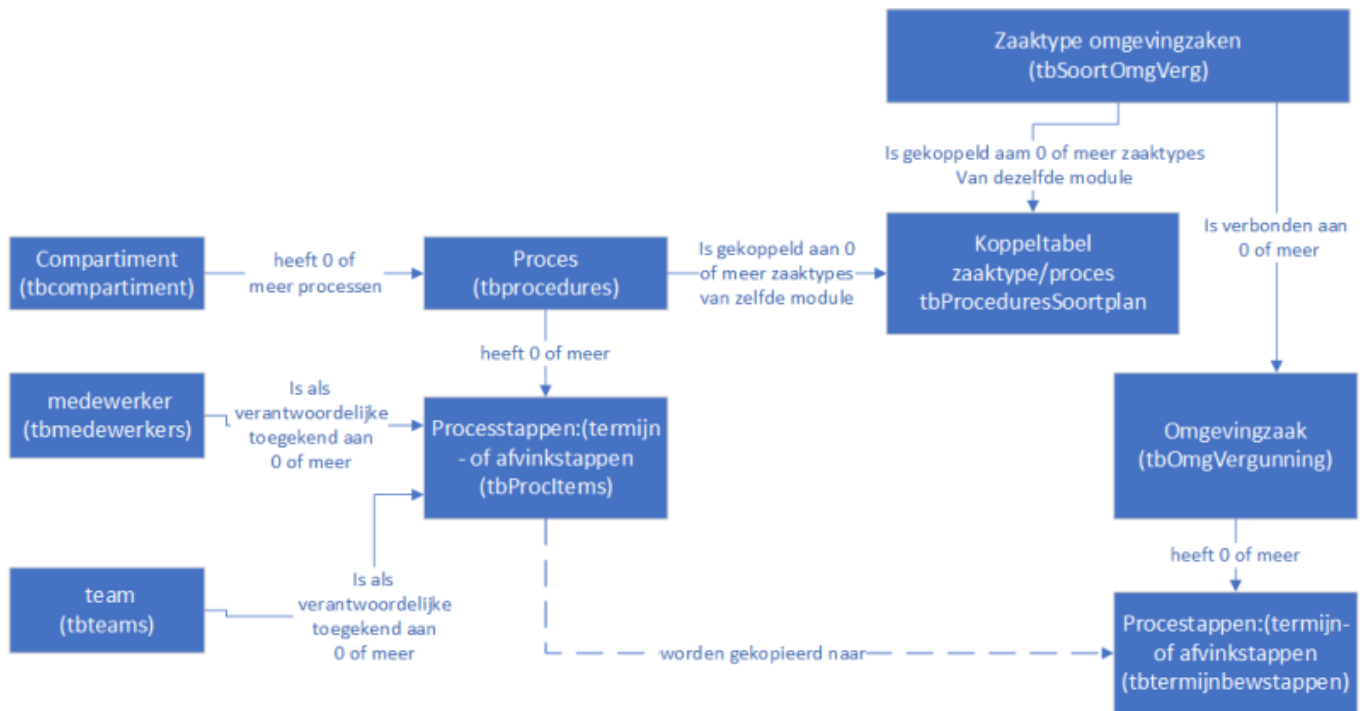 Zaaktype omgevingzaken
(tbSoortOmgVerg)
Is gekoppeld aam 0 of meer zaaktypes
Van dezelfde module
Is verbonden aan
0 of meer
Compartiment
(tbcompartiment)
heeft 0 of
meer processen
Proces
(tbprocedures)
Is gekoppeld aan 0
of meer zaaktypes
van zelfde module
Koppeltabel
zaaktype/proces
tbProceduresSoortplan
heeft 0 of meer
medewerker
(tbmedewerkers)
Is als
verantwoordelijke
toegekend aan
0 of meer
Processtappen:(termijn
- of afvinkstappen
(tbProcItems)
Omgevingzaak
(tbOmgVergunning)
heeft 0 of meer
team
(tbteams)
Is als
verantwoordelijke
toegekend aan
0 of meer
worden gekopieerd naar
Procestappen:(termijn-
of afvinkstappen
(tbtermijnbewstappen)